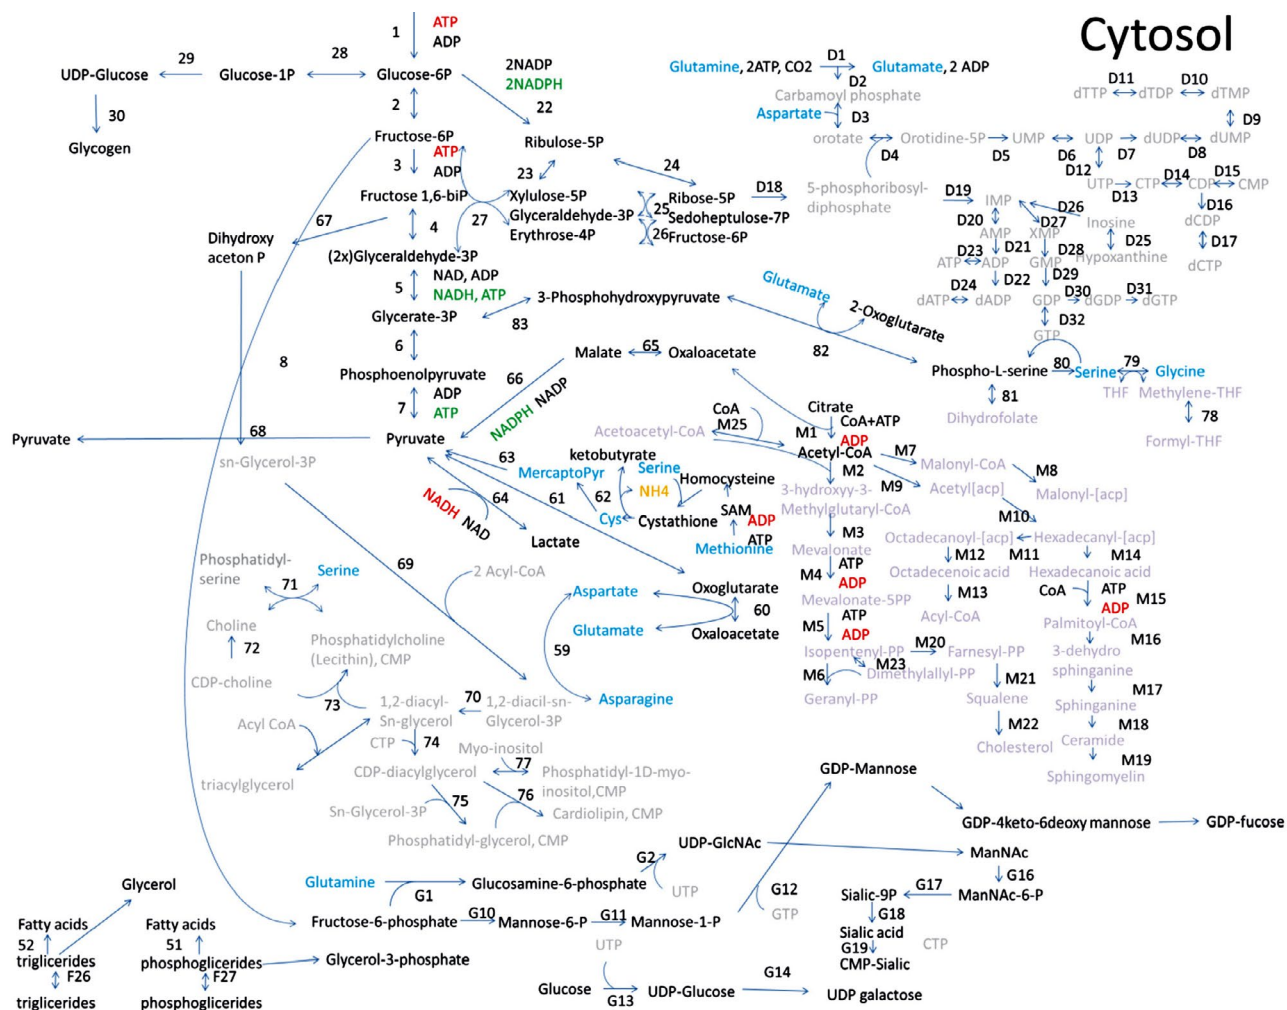 Cytosol
1
ATP
ADP
29
28
UDP-Glucose
Glucose-1P
Glucose-6P
2NADP
2NADPH
22
30
2
Glycogen
Fructose-6P
Ribulose-5P
3
ATP
ADP
23
24
Fructose 1,6-biP
Xylulose-5P
Glyceraldehyde-3P
Erythrose-4P
25
26
Ribose-5P
Sedoheptulose-7P
Fructose-6P
D18
67
4
27
Dihydroxy
aceton P
(2x)Glyceraldehyde-3P
5
NAD, ADP
NADH, ATP
Glycerate-3P
83
3-Phosphohydroxypyruvate
8
6
Phosphoenolpyruvate
7
ADP
ATP
66
NADPH NADP
Malate
65
Oxaloacetate
Pyruvate
68
Pyruvate
sn-Glycerol-3P
D1
Glutamine, 2ATP, CO2
Glutamate, 2 ADP
D2
Carbamoyl phosphate
Aspartate
D3
orotate
Orotidine-5P
UMP
UDP
dUDP
dUMP
D4
D5
D6
D7
D8
D11
D10
dTTP
dTDP
dTMP
D9
D12
D14
D15
UTP
CTP
CDP
CMP
D13
D16
dCDP
D17
dCTP
5-phosphoribosyl-
diphosphate
D19
IMP
D26
D20
D27
Inosine
AMP
XMP
D21
D28
D25
Hypoxanthine
D23
ATP
ADP
GMP
D22
D29
D24
dATP
dADP
GDP
D30
dGDP
D31
dGTP
D32
GTP
Glutamate
2-Oxoglutarate
82
Phospho-L-serine
80
Serine
79
Glycine
81
THF
Methylene-THF
Dihydrofolate
78
Formyl-THF
Citrate
CoA
M25
M1
CoA+ATP
ADP
Acetoacetyl-CoA
Acetyl-CoA
M7
Malonyl-CoA
M8
M2
M9
Acetyl[acp]
Malonyl-[acp]
3-hydroxyy-3-
Methylglutaryl-CoA
M10
M3
Octadecanoyl-[acp]
Hexadecanyl-[acp]
Mevalonate
M12
M11
M14
M4
ATP
ADP
Octadecenoic acid
Hexadecanoic acid
M13
CoA
ATP
ADP
M15
Mevalonate-5PP
Acyl-CoA
Palmitoyl-CoA
M5
ATP
ADP
M16
Isopentenyl-PP
M20
Farnesyl-PP
3-dehydro
sphinganine
M6
M23
Dimethylallyl-PP
M21
M17
Geranyl-PP
Squalene
Sphinganine
M22
M18
Cholesterol
Ceramide
M19
Sphingomyelin
63
ketobutyrate
MercaptoPyr
Serine
Homocysteine
64
61
62
NH4
NADH NAD
Cys
Cystathione
SAM
ADP
ATP
Methionine
Lactate
69
2 Acyl-CoA
Oxoglutarate
Aspartate
60
Glutamate
Oxaloacetate
59
Asparagine
Phosphatidyl-
serine
71
Serine
Choline
72
Phosphatidylcholine
(Lecithin), CMP
CDP-choline
73
1,2-diacyl-
Sn-glycerol
70
1,2-diacil-sn-
Glycerol-3P
Acyl CoA
CTP
74
Myo-inositol
77
triacylglycerol
CDP-diacylglycerol
Phosphatidyl-1D-myo-
inositol,CMP
75
76
Sn-Glycerol-3P
Cardiolipin, CMP
Phosphatidyl-glycerol, CMP
GDP-Mannose
GDP-4keto-6deoxy mannose
GDP-fucose
UDP-GlcNAc
ManNAc
G2
G16
Glutamine
G1
Glucosamine-6-phosphate
UTP
G12
GTP
Sialic-9P
G17
ManNAc-6-P
G18
Fructose-6-phosphate
G10
Mannose-6-P
G11
Mannose-1-P
Sialic acid
G19
CTP
CMP-Sialic
UTP
Glucose
G13
UDP-Glucose
G14
UDP galactose
Glycerol
Fatty acids
Fatty acids
52
51
triglicerides
phosphoglicerides
Glycerol-3-phosphate
F26
F27
triglicerides
phosphoglicerides